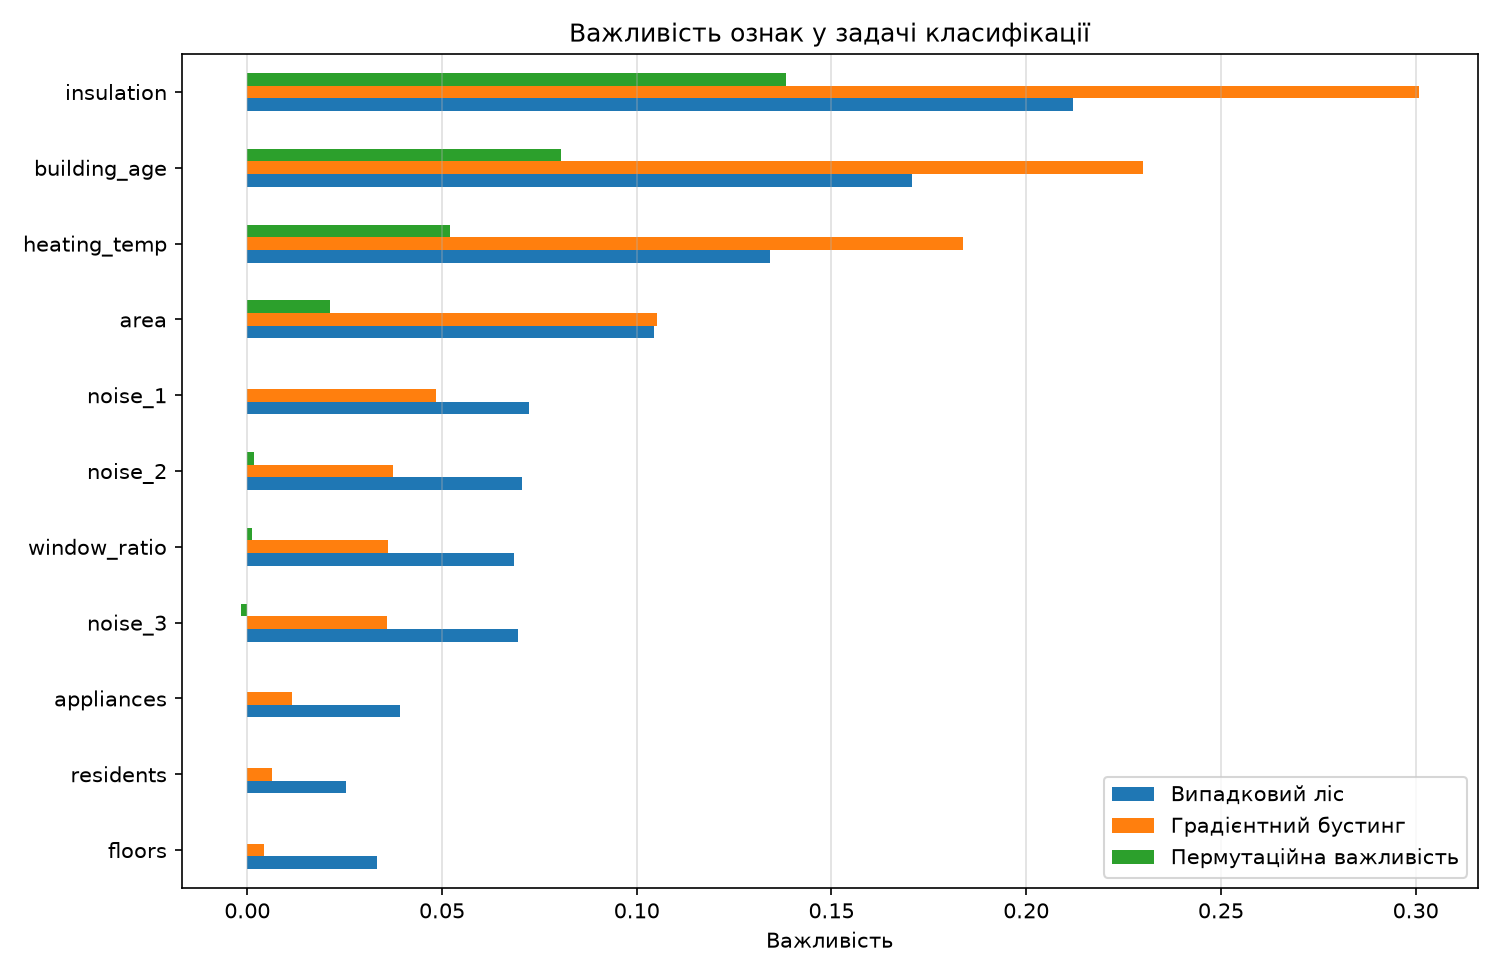 Важливість ознак у задачі класифікації
insulation
building_age
heating_temp
area
noise_1
noise_2
window_ratio
noise_3
appliances
residents
floors
Випадковий ліс
Градієнтний бустинг
Пермутаційна важливість
0.00 0.05 0.10 0.15 0.20 0.25 0.30
Важливість